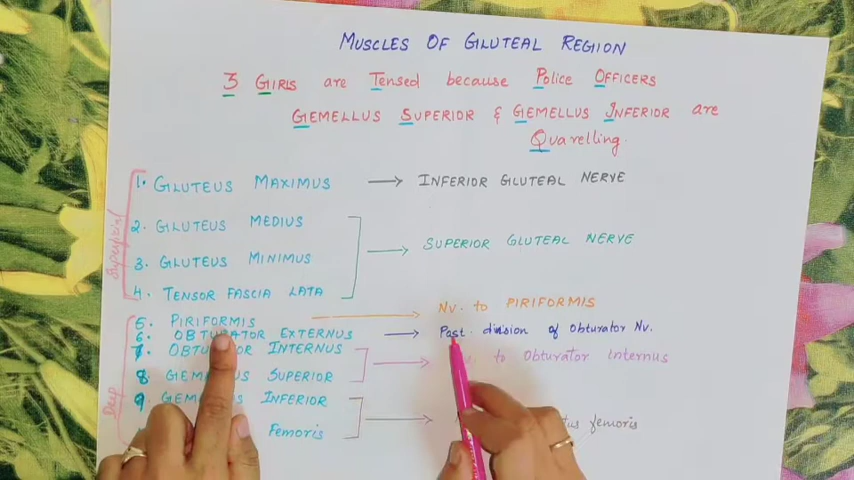 MUSCLES OF GLUTEAL REGION
3 GIRLS are Tensed because Police OFFICERS
GEMELLUS SUPERIOR & GEMELLUS INFERIOR are
Quarelling.
Superficial
1. GLUTEUS MAXIMUS → INFERIOR GLUTEAL NERVE
2. GLUTEUS MEDIUS
3. GLUTEUS MINIMUS → SUPERIOR GLUTEAL NERVE
4. TENSOR FASCIA LATA
Deep
5. PIRIFORMIS → Nv. to PIRIFORMIS
6. OBTURATOR EXTERNUS → Post. division of Obturator Nv.
7. OBTURATOR INTERNUS → to Obturator internus
8 SUPERIOR
9. INFERIOR → femoris
Femoris